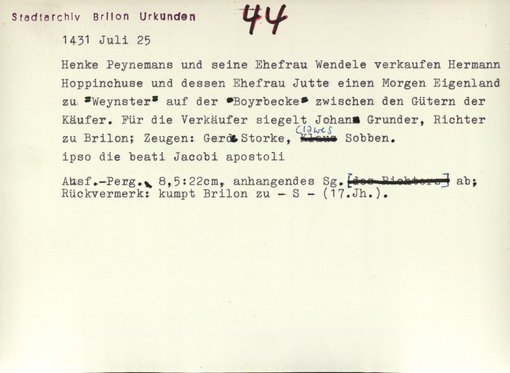 Stadtarchiv Brilon Urkunden 44
1431 Juli 25
Henke Peynemans und seine Ehefrau Wendele verkaufen Hermann
Hoppinchuse und dessen Ehefrau Jutte einen Morgen Eigenland
zu "Weynster" auf der "Boyrbecke" zwischen den Gütern der
Käufer. Für die Verkäufer siegelt Johan Grunder, Richter
zu Brilon; Zeugen: Gerd Storke, Clawes Sobben.
ipso die beati Jacobi apostoli
Ausf.-Perg., 8,5:22cm, anhangendes Sg. [des Richters] ab;
Rückvermerk: kumpt Brilon zu - S - (17.Jh.).